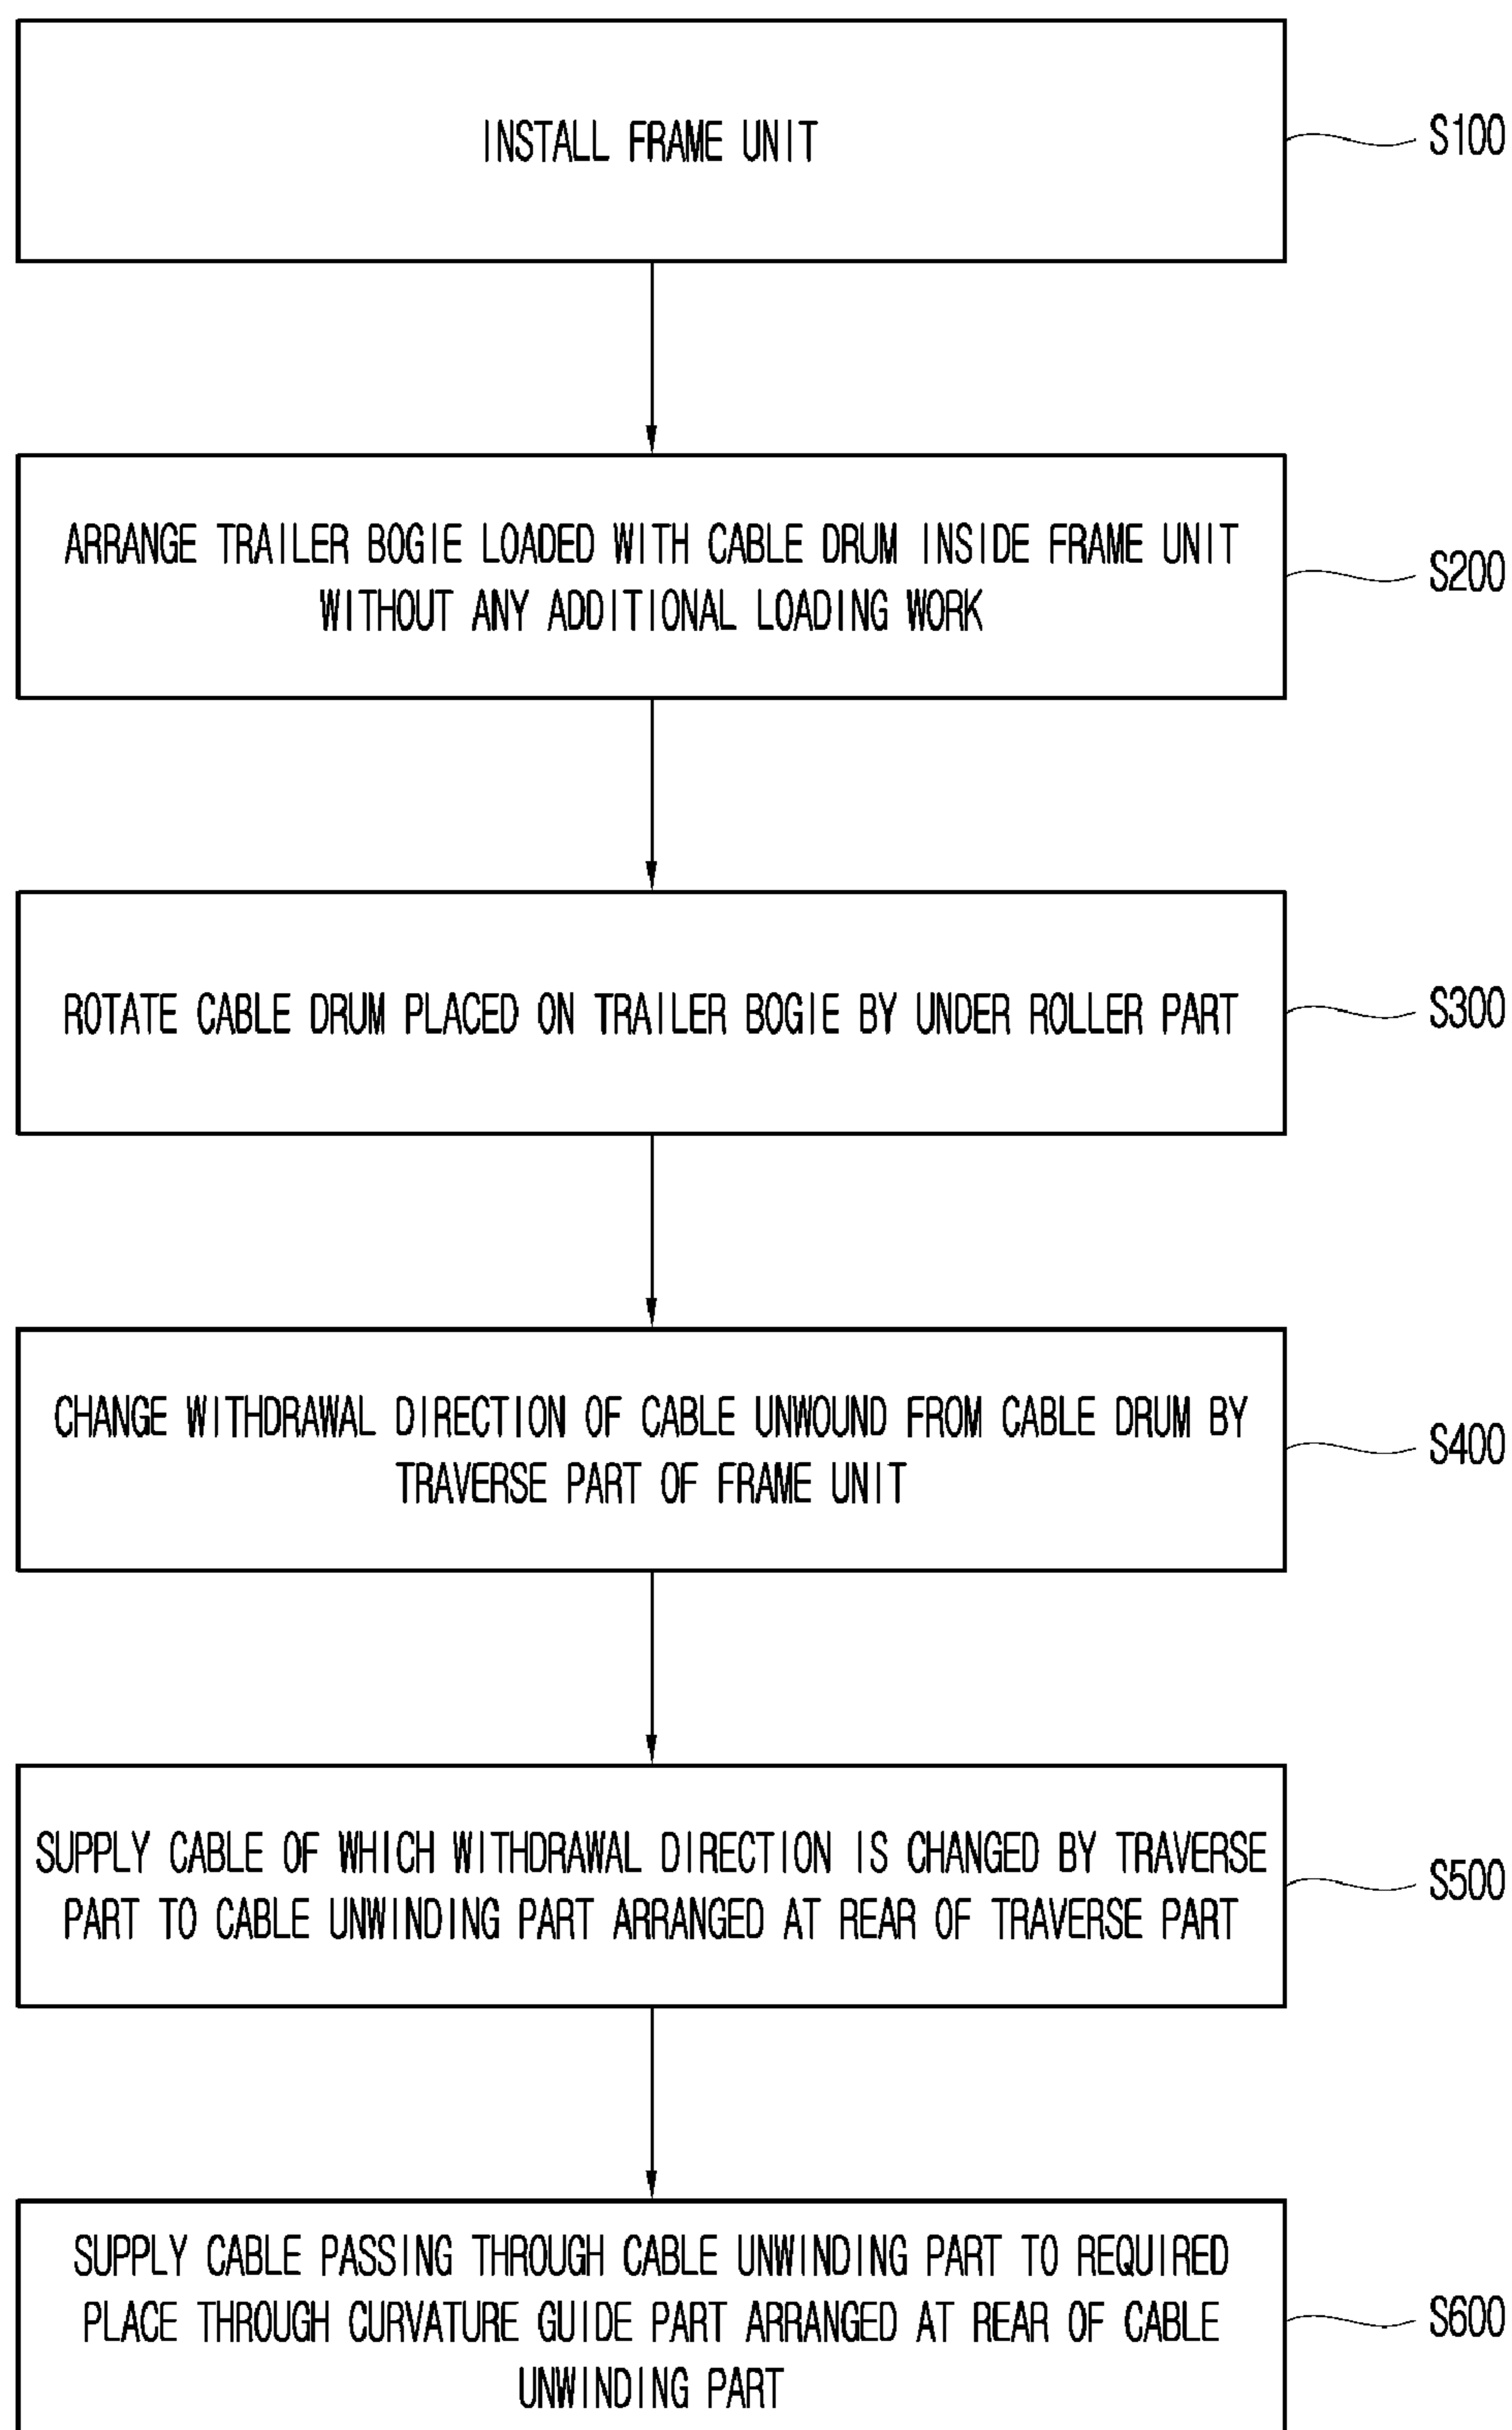 INSTALL FRAME UNIT
S100
ARRANGE TRAILER BOGIE LOADED WITH CABLE DRUM INSIDE FRAME UNIT
WITHOUT ANY ADDITIONAL LOADING WORK
S200
ROTATE CABLE DRUM PLACED ON TRAILER BOGIE BY UNDER ROLLER PART
S300
CHANGE WITHDRAWAL DIRECTION OF CABLE UNWOUND FROM CABLE DRUM BY
TRAVERSE PART OF FRAME UNIT
S400
SUPPLY CABLE OF WHICH WITHDRAWAL DIRECTION IS CHANGED BY TRAVERSE
PART TO CABLE UNWINDING PART ARRANGED AT REAR OF TRAVERSE PART
S500
SUPPLY CABLE PASSING THROUGH CABLE UNWINDING PART TO REQUIRED
PLACE THROUGH CURVATURE GUIDE PART ARRANGED AT REAR OF CABLE
UNWINDING PART
S600